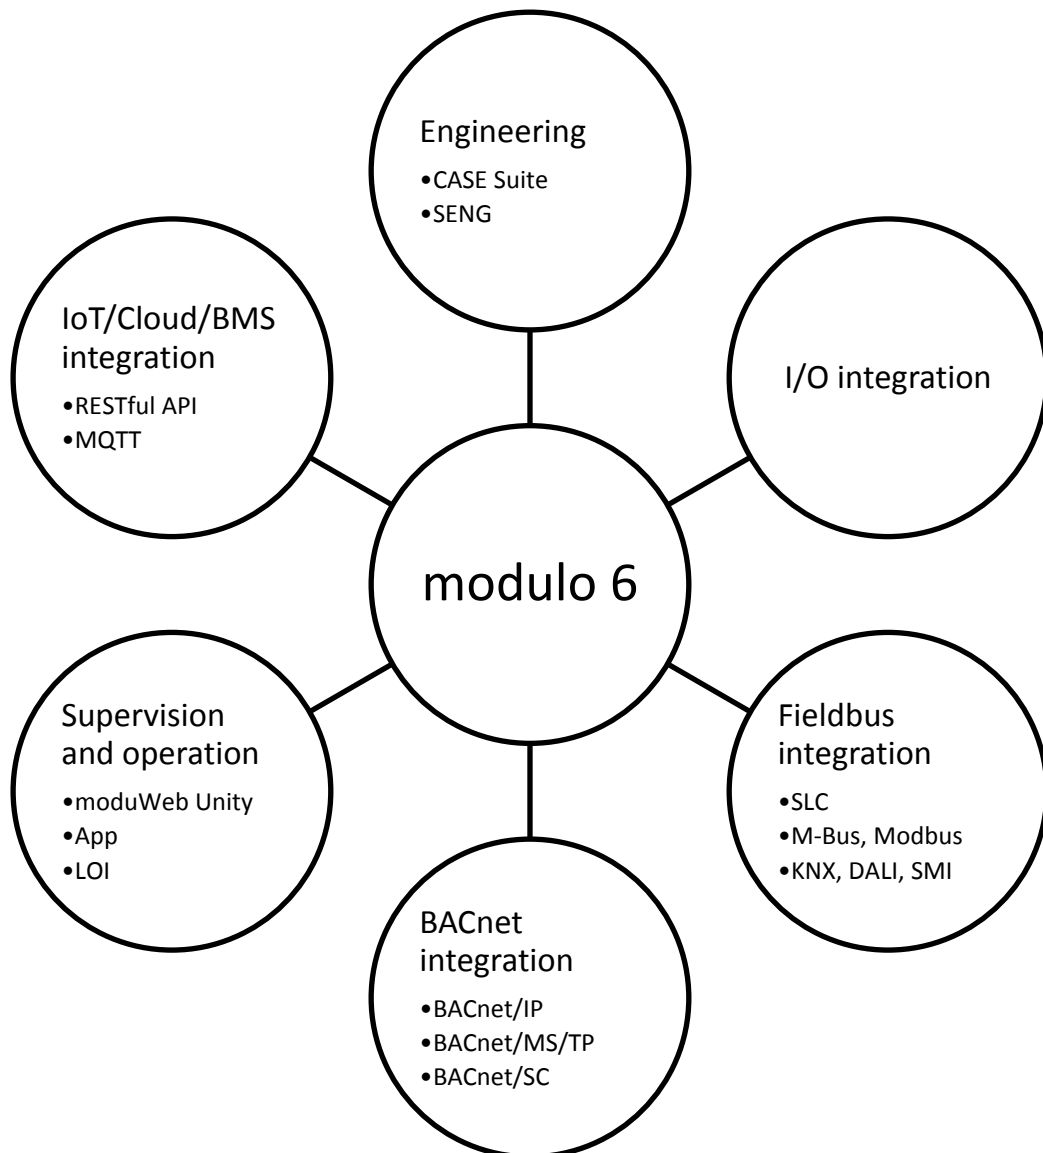 Engineering
•CASE Suite
•SENG
IoT/Cloud/BMS
integration
•RESTful API
•MQTT
I/O integration
modulo 6
Supervision
and operation
•moduWeb Unity
•App
•LOI
Fieldbus
integration
•SLC
•M-Bus, Modbus
•KNX, DALI, SMI
BACnet
integration
•BACnet/IP
•BACnet/MS/TP
•BACnet/SC